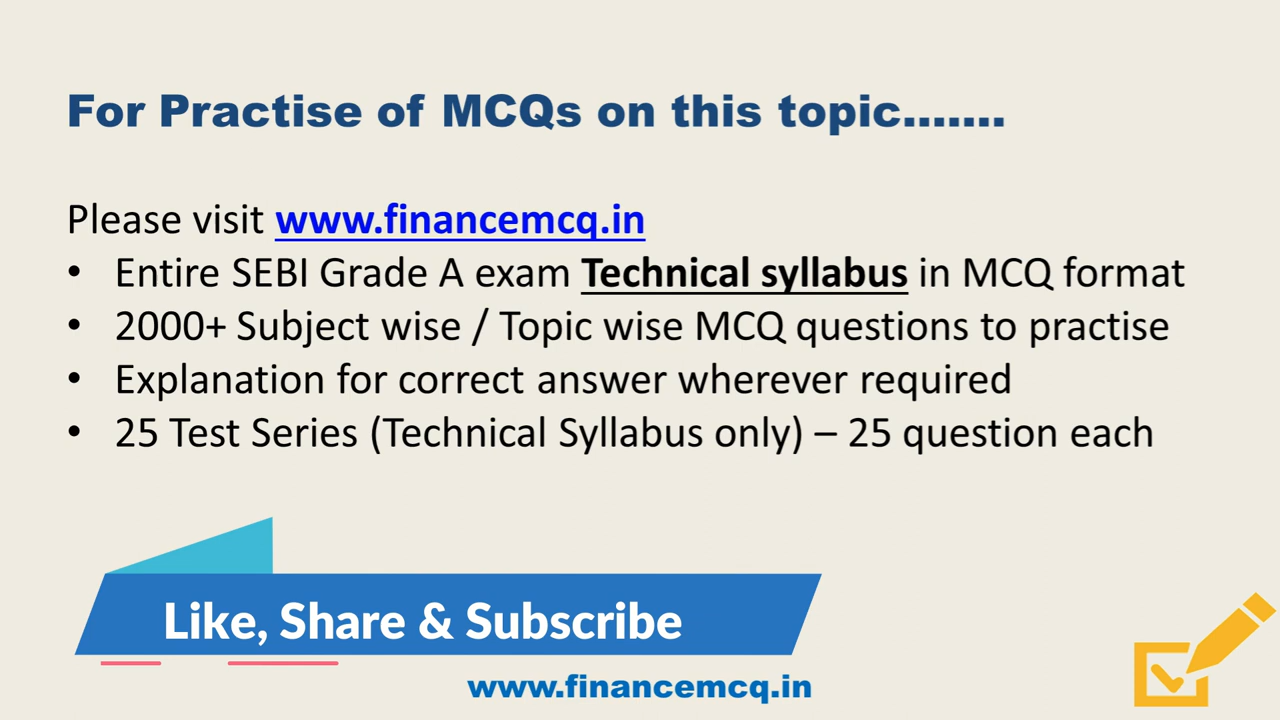 For Practise of MCQs on this topic.......
Please visit www.financemcq.in
• Entire SEBI Grade A exam Technical syllabus in MCQ format
• 2000+ Subject wise / Topic wise MCQ questions to practise
• Explanation for correct answer wherever required
• 25 Test Series (Technical Syllabus only) – 25 question each
Like, Share & Subscribe
www.financemcq.in